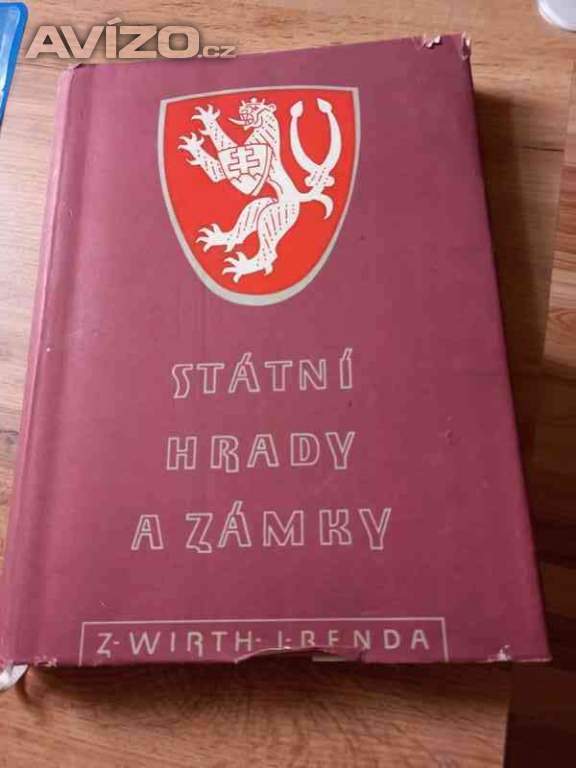 AVÍZO.cz
STÁTNÍ
HRADY
A ZÁMKY
Z-WIRTH-J-BENDA